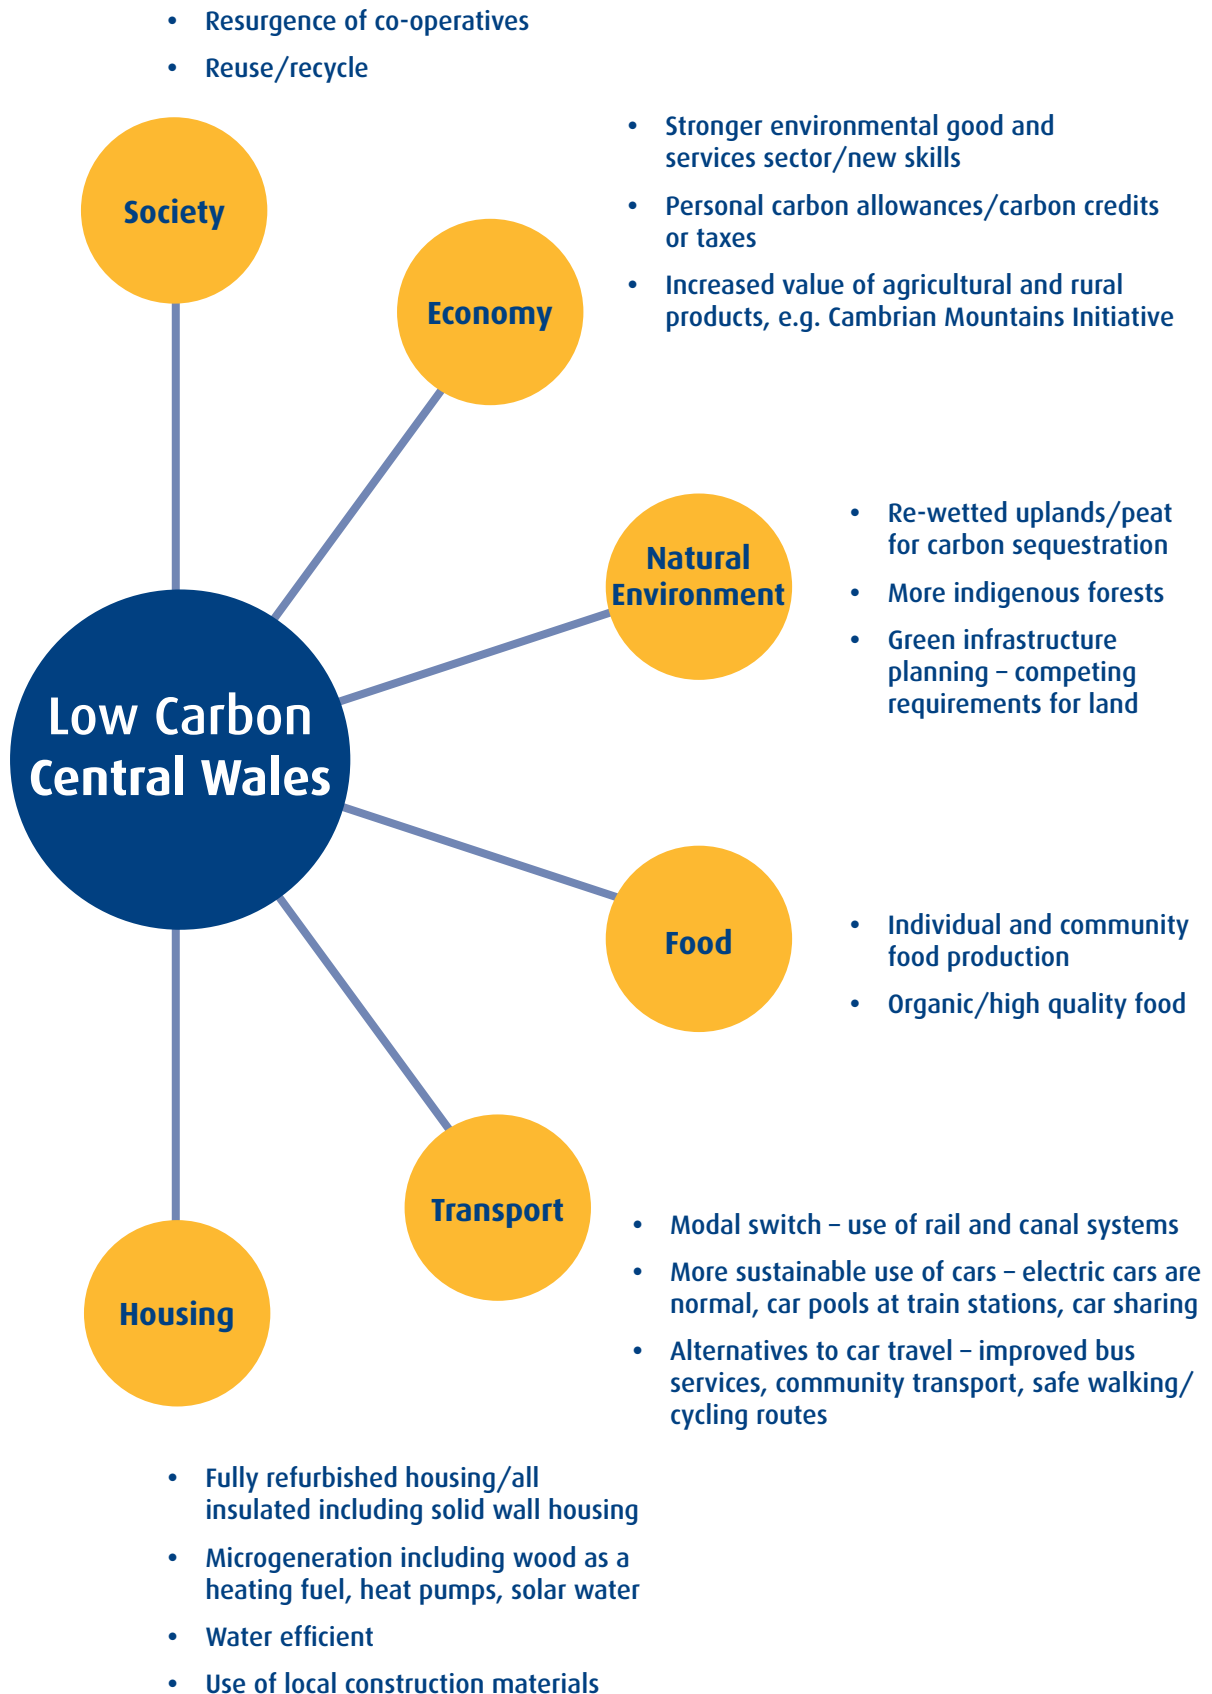 • Resurgence of co-operatives
• Reuse/recycle
Society
• Stronger environmental good and
services sector/new skills
• Personal carbon allowances/carbon credits
or taxes
• Increased value of agricultural and rural
products, e.g. Cambrian Mountains Initiative
Economy
Natural
Environment
• Re-wetted uplands/peat
for carbon sequestration
• More indigenous forests
• Green infrastructure
planning – competing
requirements for land
Low Carbon
Central Wales
Food
• Individual and community
food production
• Organic/high quality food
Transport
• Modal switch – use of rail and canal systems
• More sustainable use of cars – electric cars are
normal, car pools at train stations, car sharing
• Alternatives to car travel – improved bus
services, community transport, safe walking/
cycling routes
Housing
• Fully refurbished housing/all
insulated including solid wall housing
• Microgeneration including wood as a
heating fuel, heat pumps, solar water
• Water efficient
• Use of local construction materials